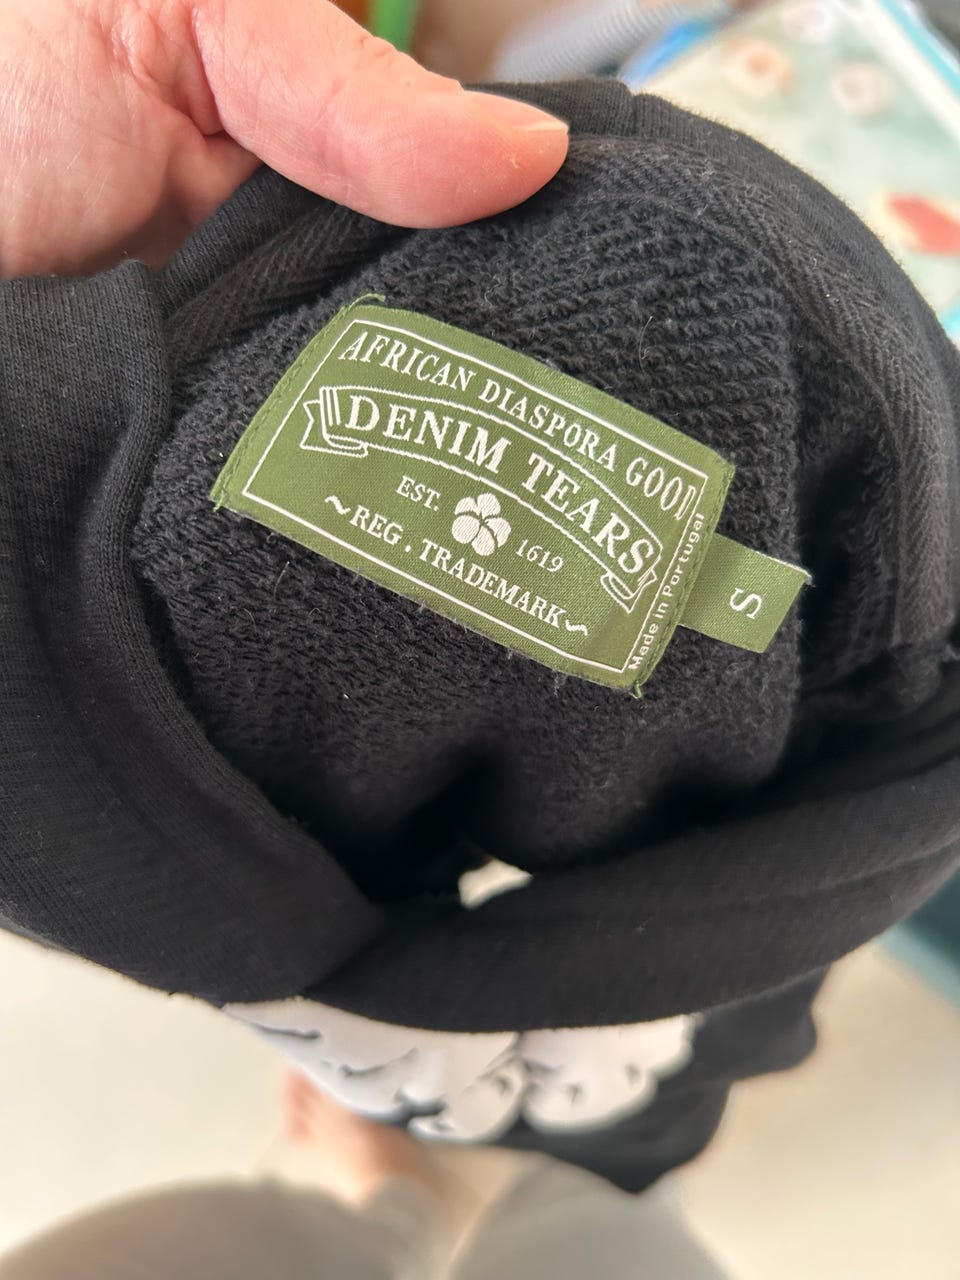 AFRICAN DIASPORA GOOD
DENIM TEARS
EST. 1619
~REG. TRADEMARK~
Made in Portugal
S